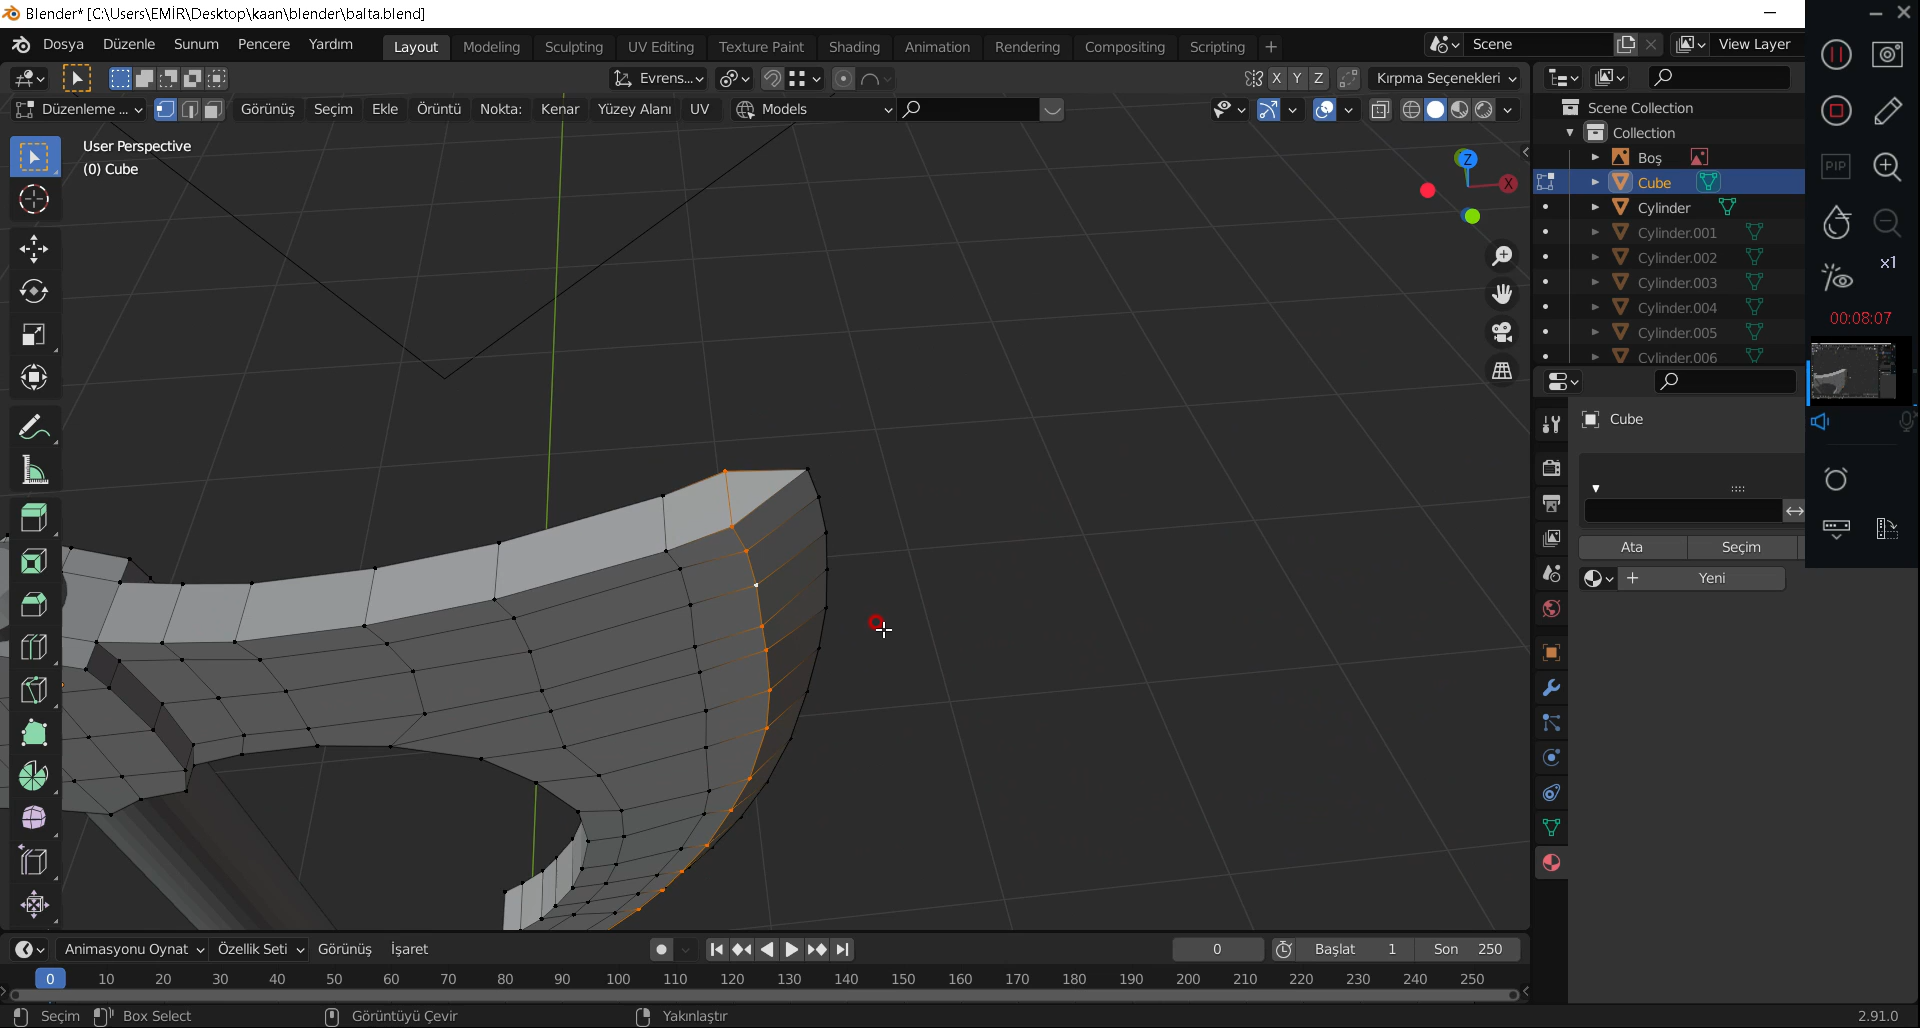 Blender* [C:\Users\EMİR\Desktop\kaan\blender\balta.blend]
Dosya Düzenle Sunum Pencere Yardım Layout Modeling Sculpting UV Editing Texture Paint Shading Animation Rendering Compositing Scripting + Scene View Layer
Evrens... X Y Z Kırpma Seçenekleri
Düzenleme ... Görünüş Seçim Ekle Örüntü Nokta: Kenar Yüzey Alanı UV Models
User Perspective
(0) Cube
Z
X
Scene Collection
Collection
Boş
Cube
Cylinder
Cylinder.001
Cylinder.002
Cylinder.003
Cylinder.004
Cylinder.005
Cylinder.006
Cube
Ata Seçim
+ Yeni
PIP
x1
00:08:07
Animasyonu Oynat Özellik Seti Görünüş İşaret 0 Başlat 1 Son 250
0 10 20 30 40 50 60 70 80 90 100 110 120 130 140 150 160 170 180 190 200 210 220 230 240 250
Seçim Box Select Görüntüyü Çevir Yakınlaştır 2.91.0